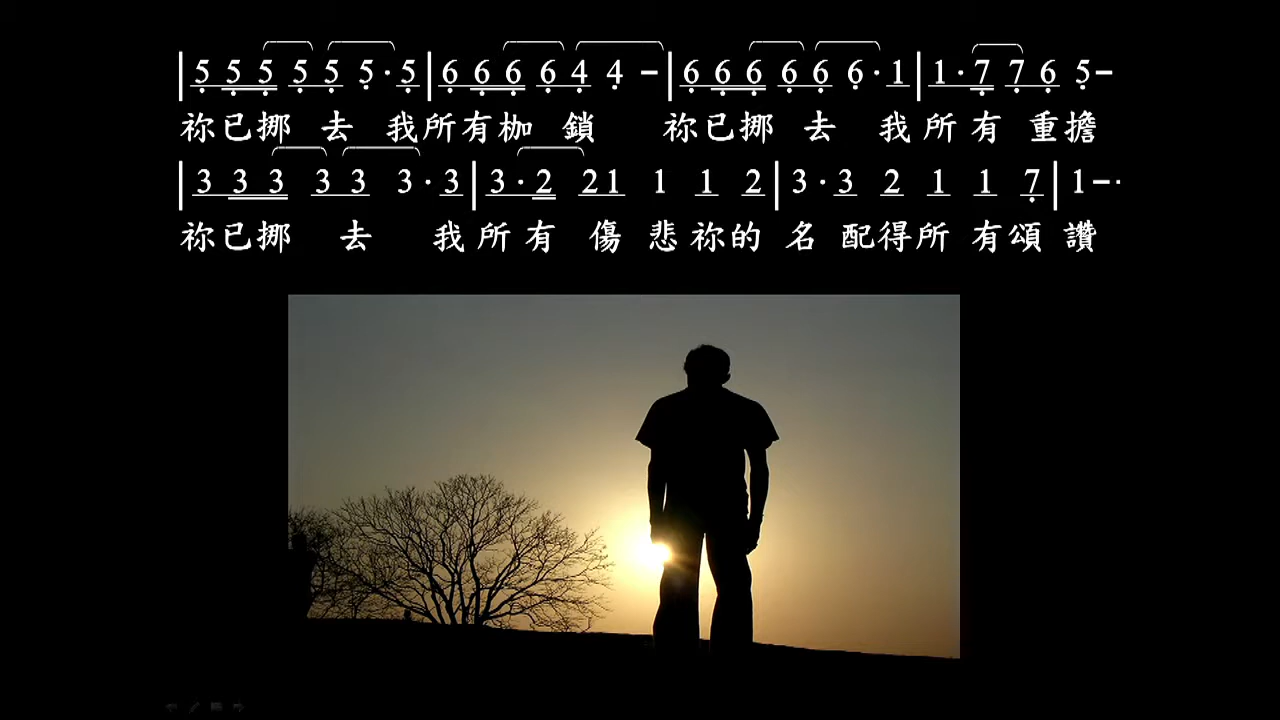 |5 5 5 5 5 5·5|6 6 6 6 4 4 –|6 6 6 6 6 6·1|1·7 7 6 5–
祢已挪 去 我所有枷 鎖 祢已挪 去 我 所 有 重擔
|3 3 3 3 3 3·3|3·2 2 1 1 1 2|3·3 2 1 1 7|1–·
祢已挪 去 我 所 有 傷 悲 祢的 名 配得所 有頌 讚